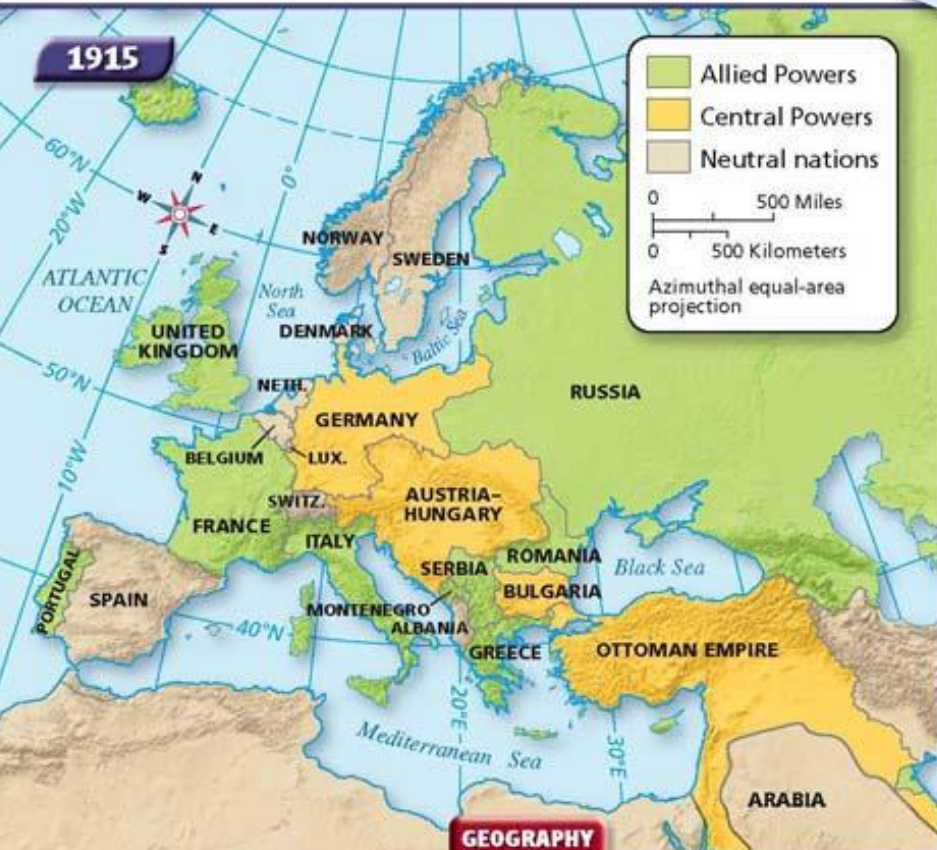 1915
Allied Powers
Central Powers
Neutral nations
0 500 Miles
0 500 Kilometers
Azimuthal equal-area
projection
60°N
20°W
0°
N
W
E
S
NORWAY
SWEDEN
ATLANTIC
OCEAN
North
Sea
UNITED
KINGDOM
DENMARK
Baltic Sea
50°N
NETH.
GERMANY
RUSSIA
BELGIUM
LUX.
10°W
SWITZ.
AUSTRIA–
HUNGARY
FRANCE
ITALY
ROMANIA
SERBIA
Black Sea
BULGARIA
PORTUGAL
SPAIN
MONTENEGRO
ALBANIA
40°N
GREECE
OTTOMAN EMPIRE
20°E
30°E
Mediterranean Sea
ARABIA
GEOGRAPHY